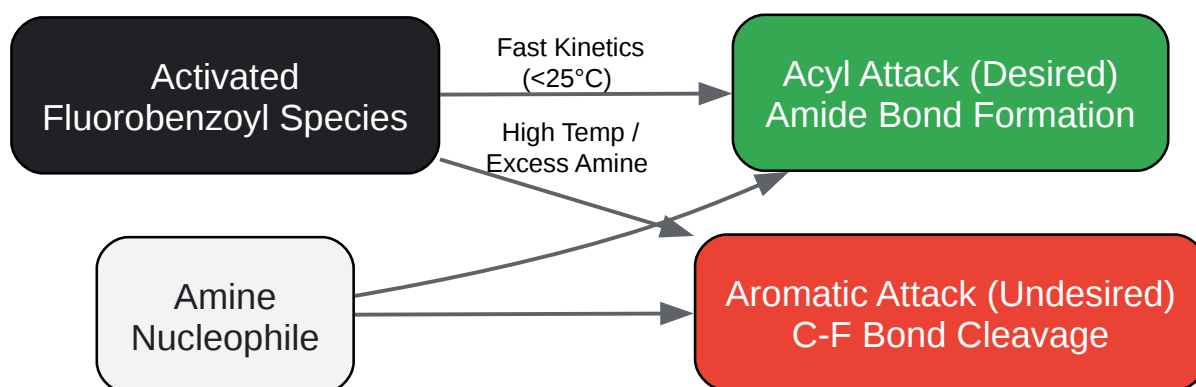 Activated
Fluorobenzoyl Species
Fast Kinetics
(<25°C)
Acyl Attack (Desired)
Amide Bond Formation
High Temp /
Excess Amine
Amine
Nucleophile
Aromatic Attack (Undesired)
C-F Bond Cleavage